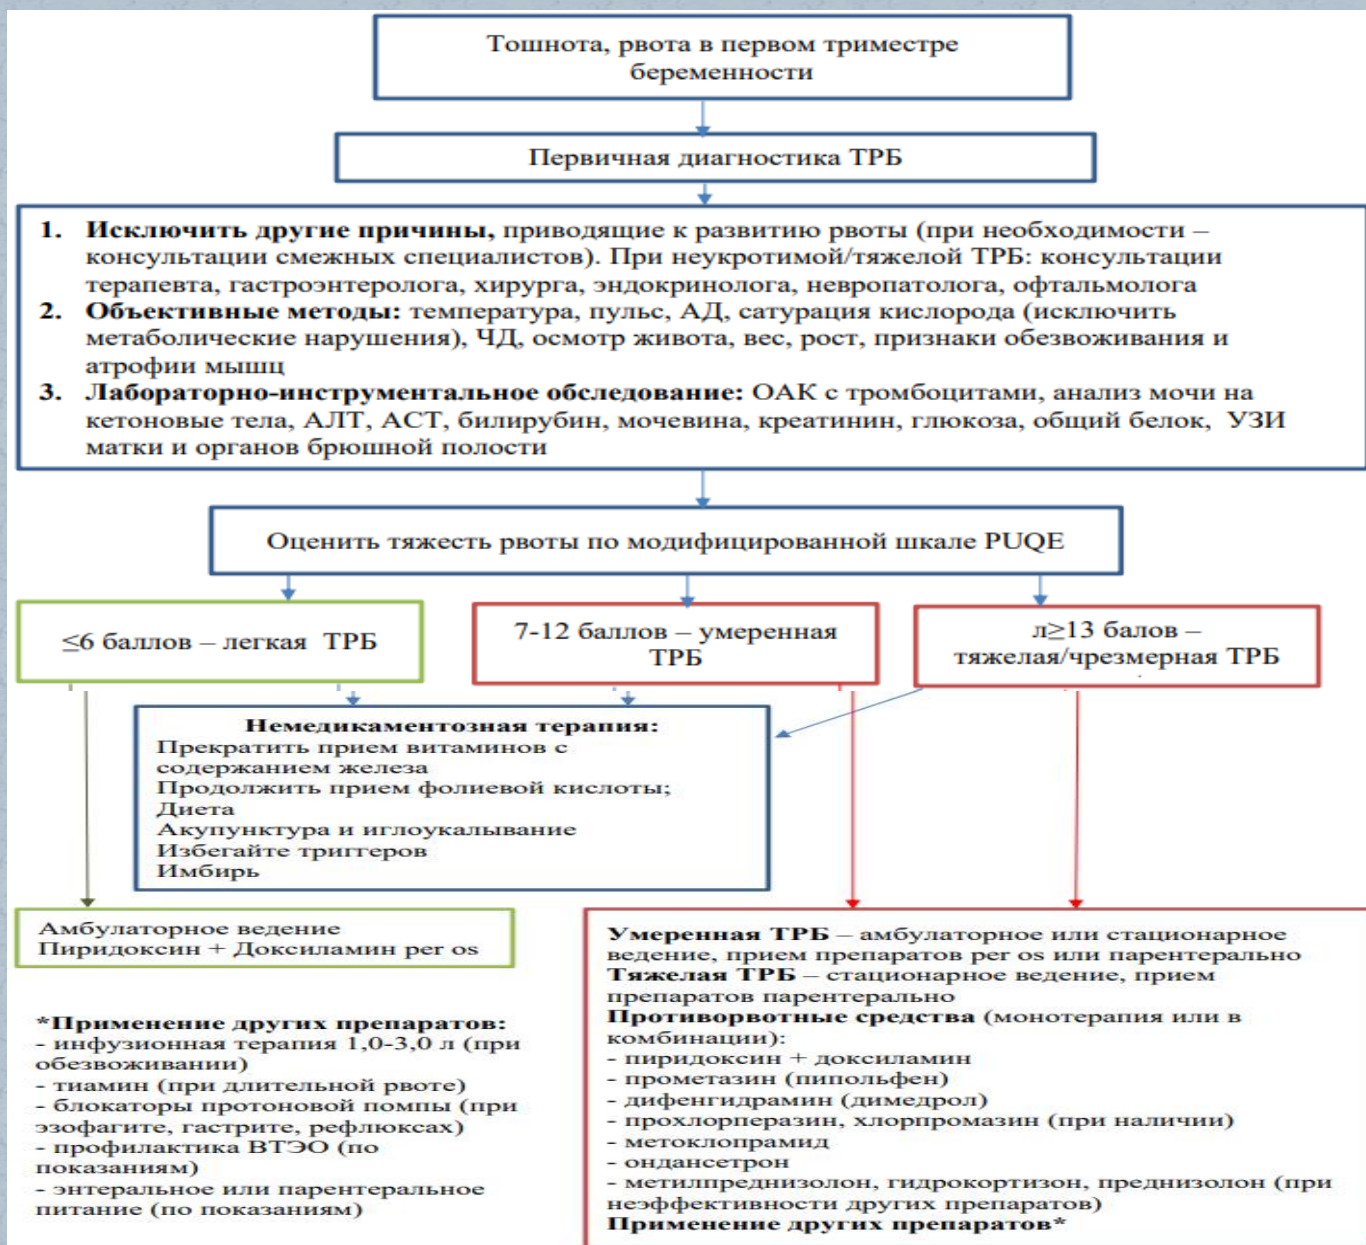 Тошнота, рвота в первом триместре
беременности
Первичная диагностика ТРБ
1. Исключить другие причины, приводящие к развитию рвоты (при необходимости –
консультации смежных специалистов). При неукротимой/тяжелой ТРБ: консультации
терапевта, гастроэнтеролога, хирурга, эндокринолога, невропатолога, офтальмолога
2. Объективные методы: температура, пульс, АД, сатурация кислорода (исключить
метаболические нарушения), ЧД, осмотр живота, вес, рост, признаки обезвоживания и
атрофии мышц
3. Лабораторно-инструментальное обследование: ОАК с тромбоцитами, анализ мочи на
кетоновые тела, АЛТ, АСТ, билирубин, мочевина, креатинин, глюкоза, общий белок, УЗИ
матки и органов брюшной полости
Оценить тяжесть рвоты по модифицированной шкале PUQE
≤6 баллов – легкая ТРБ
7-12 баллов – умеренная
ТРБ
л≥13 балов –
тяжелая/чрезмерная ТРБ
Немедикаментозная терапия:
Прекратить прием витаминов с
содержанием железа
Продолжить прием фолиевой кислоты;
Диета
Акупунктура и иглоукалывание
Избегайте триггеров
Имбирь
Амбулаторное ведение
Пиридоксин + Доксиламин per os
*Применение других препаратов:
- инфузионная терапия 1,0-3,0 л (при
обезвоживании)
- тиамин (при длительной рвоте)
- блокаторы протоновой помпы (при
эзофагите, гастрите, рефлюксах)
- профилактика ВТЭО (по
показаниям)
- энтеральное или парентеральное
питание (по показаниям)
Умеренная ТРБ – амбулаторное или стационарное
ведение, прием препаратов per os или парентерально
Тяжелая ТРБ – стационарное ведение, прием
препаратов парентерально
Противорвотные средства (монотерапия или в
комбинации):
- пиридоксин + доксиламин
- прометазин (пипольфен)
- дифенгидрамин (димедрол)
- прохлорперазин, хлорпромазин (при наличии)
- метоклопрамид
- ондансетрон
- метилпреднизолон, гидрокортизон, преднизолон (при
неэффективности других препаратов)
Применение других препаратов*